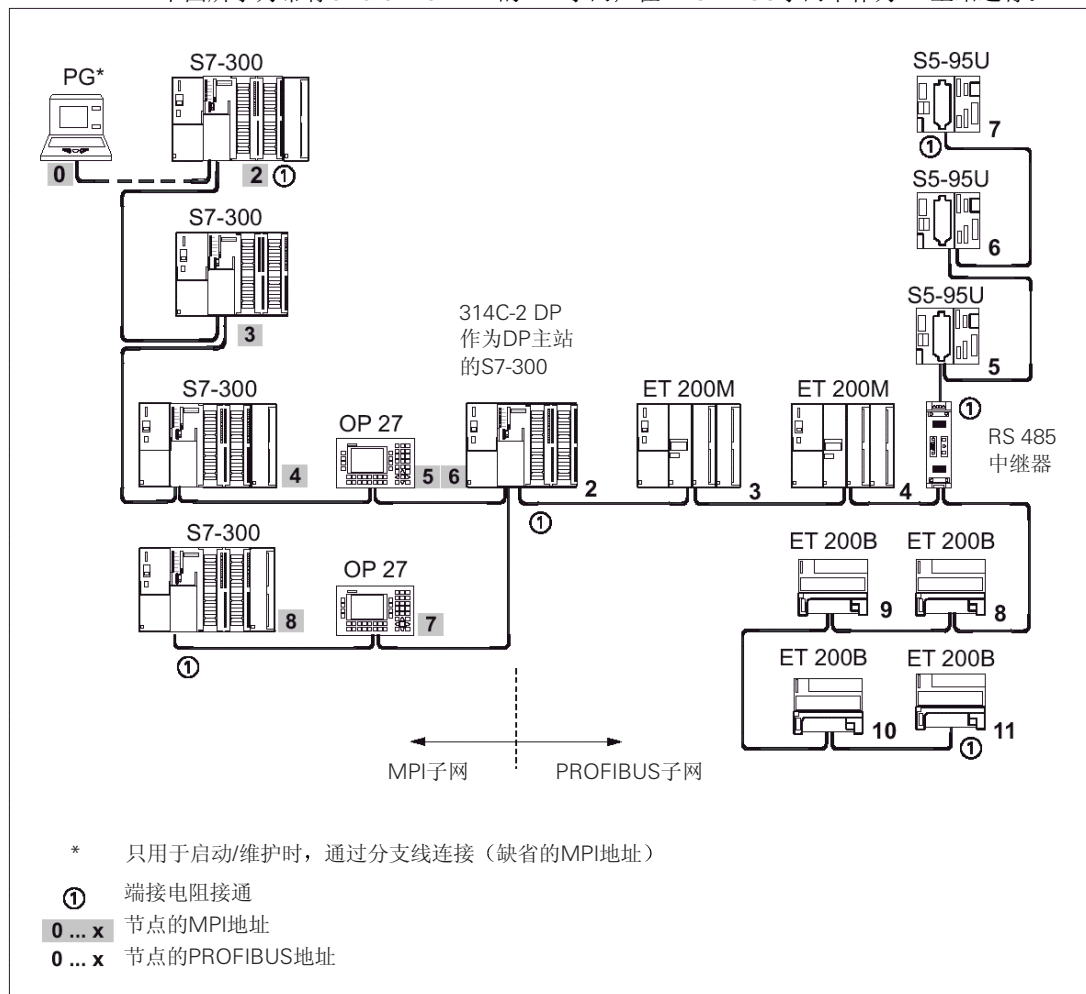 PG*
S7-300
0
2 ①
S7-300
3
S7-300
4
OP 27
5
6
314C-2 DP
作为DP主站
的S7-300
2
①
ET 200M
3
ET 200M
4
S5-95U
7
①
S5-95U
6
S5-95U
5
①
RS 485
中继器
S7-300
8
①
OP 27
7
ET 200B
9
ET 200B
8
ET 200B
10
ET 200B
11
①
MPI子网
PROFIBUS子网
* 只用于启动/维护时，通过分支线连接（缺省的MPI地址）
① 端接电阻接通
0 ... x 节点的MPI地址
0 ... x 节点的PROFIBUS地址